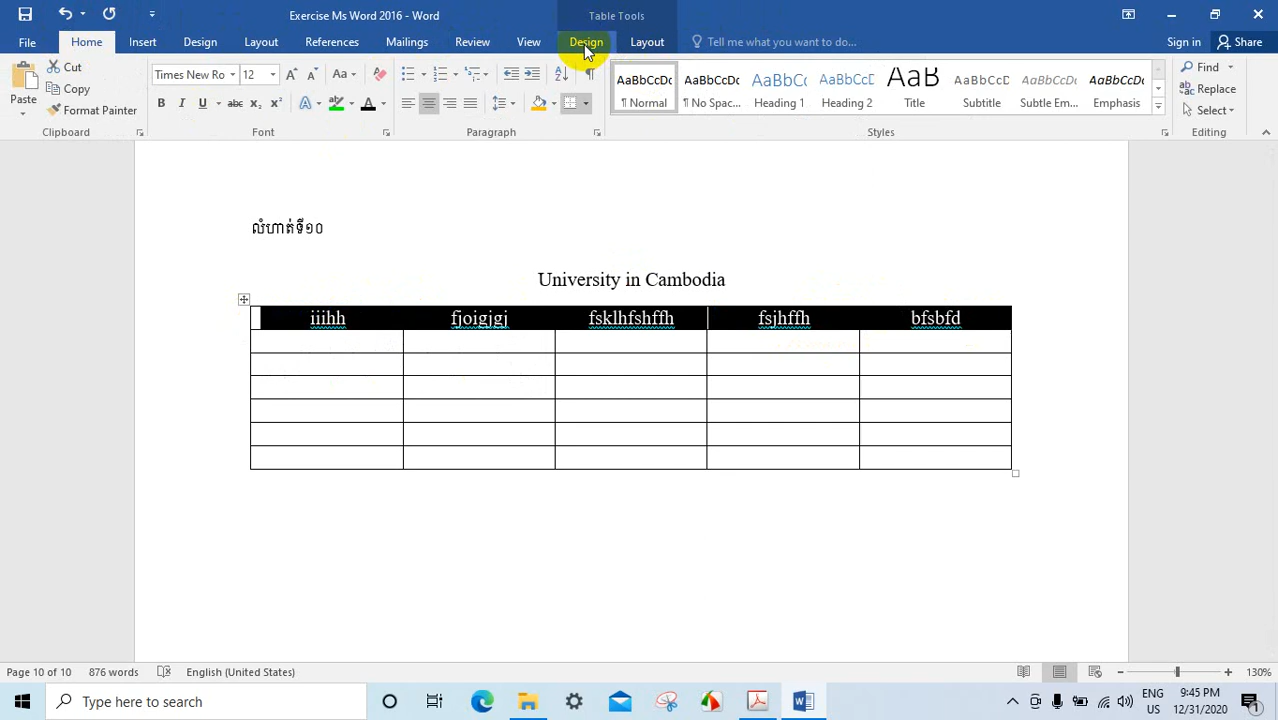 Exercise Ms Word 2016 - Word
Table Tools
File Home Insert Design Layout References Mailings Review View Design Layout Tell me what you want to do... Sign in Share
Paste Cut Copy Format Painter
Times New Ro 12 Aa
AaBbCcDc AaBbCcDc AaBbCc AaBbCcD AaB AaBbCcD AaBbCcDc AaBbCcDc
¶ Normal ¶ No Spac... Heading Heading 2 Title Subtitle Subtle Em... Emphasis
Find Replace Select
Clipboard Font Paragraph Styles Editing
លំហាត់ទី១០
University in Cambodia
iiihh fjoigjgj fsklhfshffh fsjhffh bfsbfd
Page 10 of 10 876 words English (United States) 130%
Type here to search
ENG 9:45 PM
US 12/31/2020